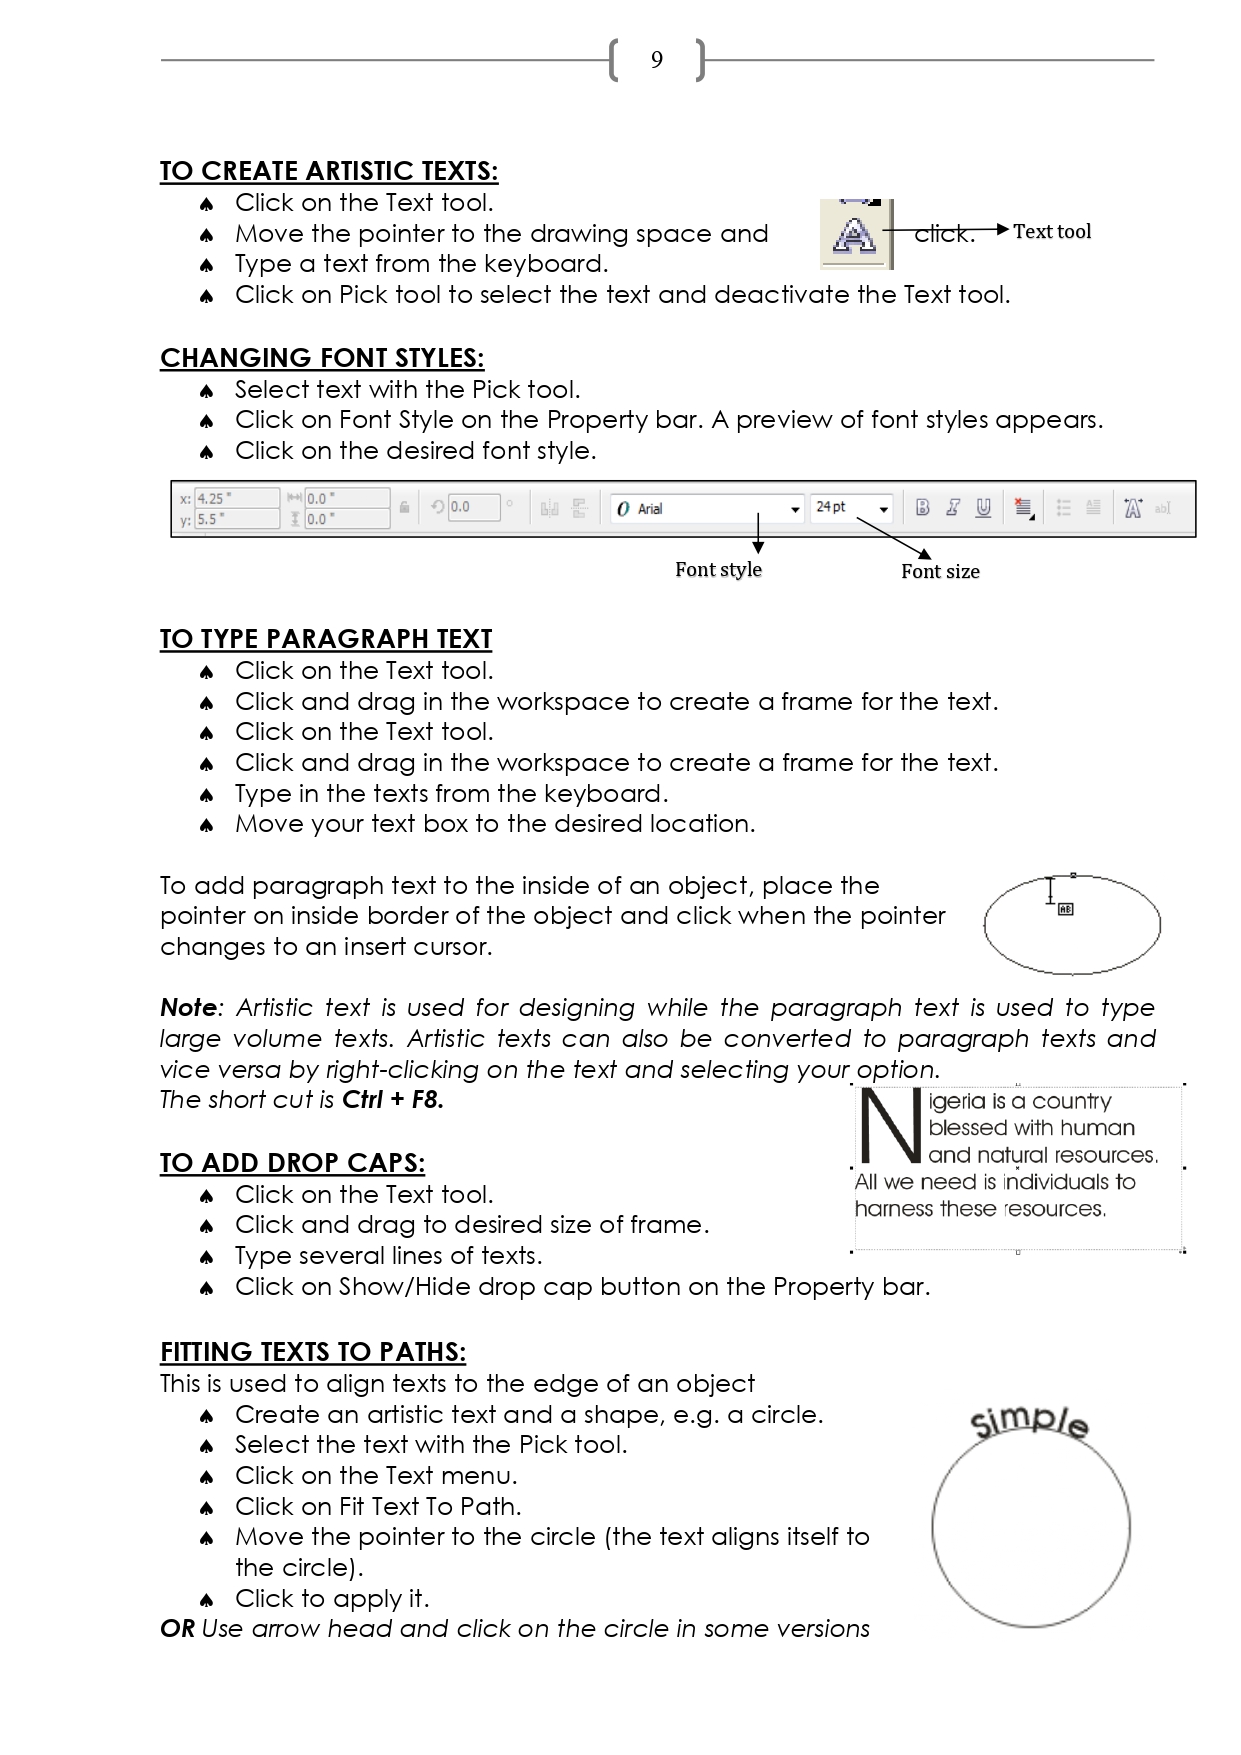 9
TO CREATE ARTISTIC TEXTS:
♠ Click on the Text tool.
♠ Move the pointer to the drawing space and click. Text tool
♠ Type a text from the keyboard.
♠ Click on Pick tool to select the text and deactivate the Text tool.
CHANGING FONT STYLES:
♠ Select text with the Pick tool.
♠ Click on Font Style on the Property bar. A preview of font styles appears.
♠ Click on the desired font style.
x: 4.25 " 0.0 "
y: 5.5 " 0.0 "
0.0 °
O Arial 24 pt B I U A abI
Font style Font size
TO TYPE PARAGRAPH TEXT
♠ Click on the Text tool.
♠ Click and drag in the workspace to create a frame for the text.
♠ Click on the Text tool.
♠ Click and drag in the workspace to create a frame for the text.
♠ Type in the texts from the keyboard.
♠ Move your text box to the desired location.
To add paragraph text to the inside of an object, place the
pointer on inside border of the object and click when the pointer
changes to an insert cursor.
AB
Note: Artistic text is used for designing while the paragraph text is used to type
large volume texts. Artistic texts can also be converted to paragraph texts and
vice versa by right-clicking on the text and selecting your option.
The short cut is Ctrl + F8.
Nigeria is a country
blessed with human
and natural resources.
All we need is individuals to
harness these resources.
TO ADD DROP CAPS:
♠ Click on the Text tool.
♠ Click and drag to desired size of frame.
♠ Type several lines of texts.
♠ Click on Show/Hide drop cap button on the Property bar.
FITTING TEXTS TO PATHS:
This is used to align texts to the edge of an object
♠ Create an artistic text and a shape, e.g. a circle.
♠ Select the text with the Pick tool.
♠ Click on the Text menu.
♠ Click on Fit Text To Path.
♠ Move the pointer to the circle (the text aligns itself to
the circle).
♠ Click to apply it.
OR Use arrow head and click on the circle in some versions
Simple